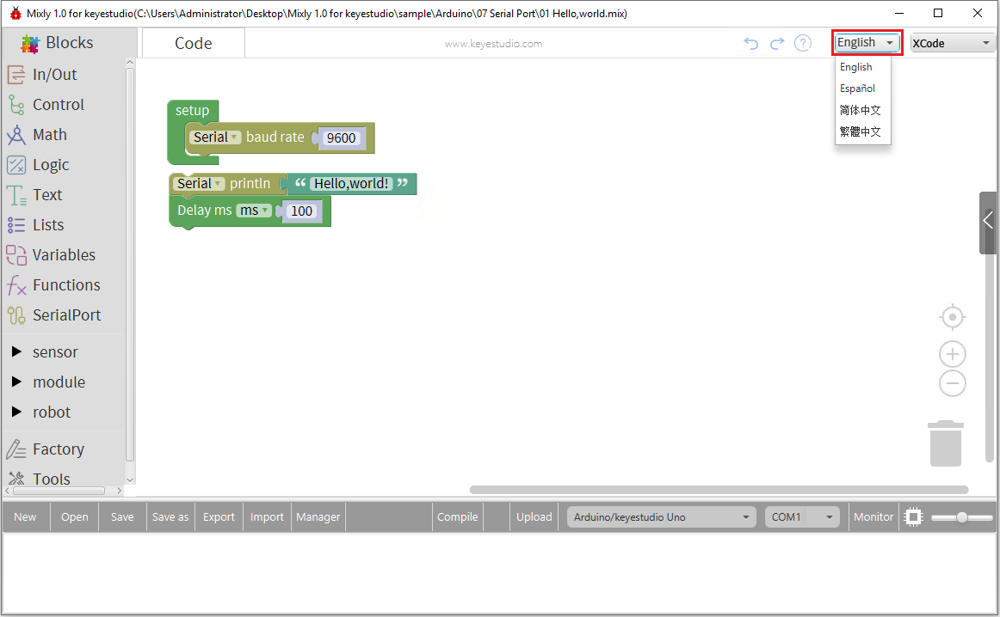 Mixly 1.0 for keyestudio(C:\Users\Administrator\Desktop\Mixly 1.0 for keyestudio\sample\Arduino\07 Serial Port\01 Hello,world.mix)
Blocks
Code
www.keyestudio.com
?
English
XCode
English
Español
简体中文
繁體中文
In/Out
Control
Math
Logic
Text
Lists
Variables
Functions
SerialPort
sensor
module
robot
Factory
Tools
setup
Serial baud rate 9600
Serial println “ Hello,world! ”
Delay ms ms 100
New Open Save Save as Export Import Manager Compile Upload Arduino/keyestudio Uno COM1 Monitor